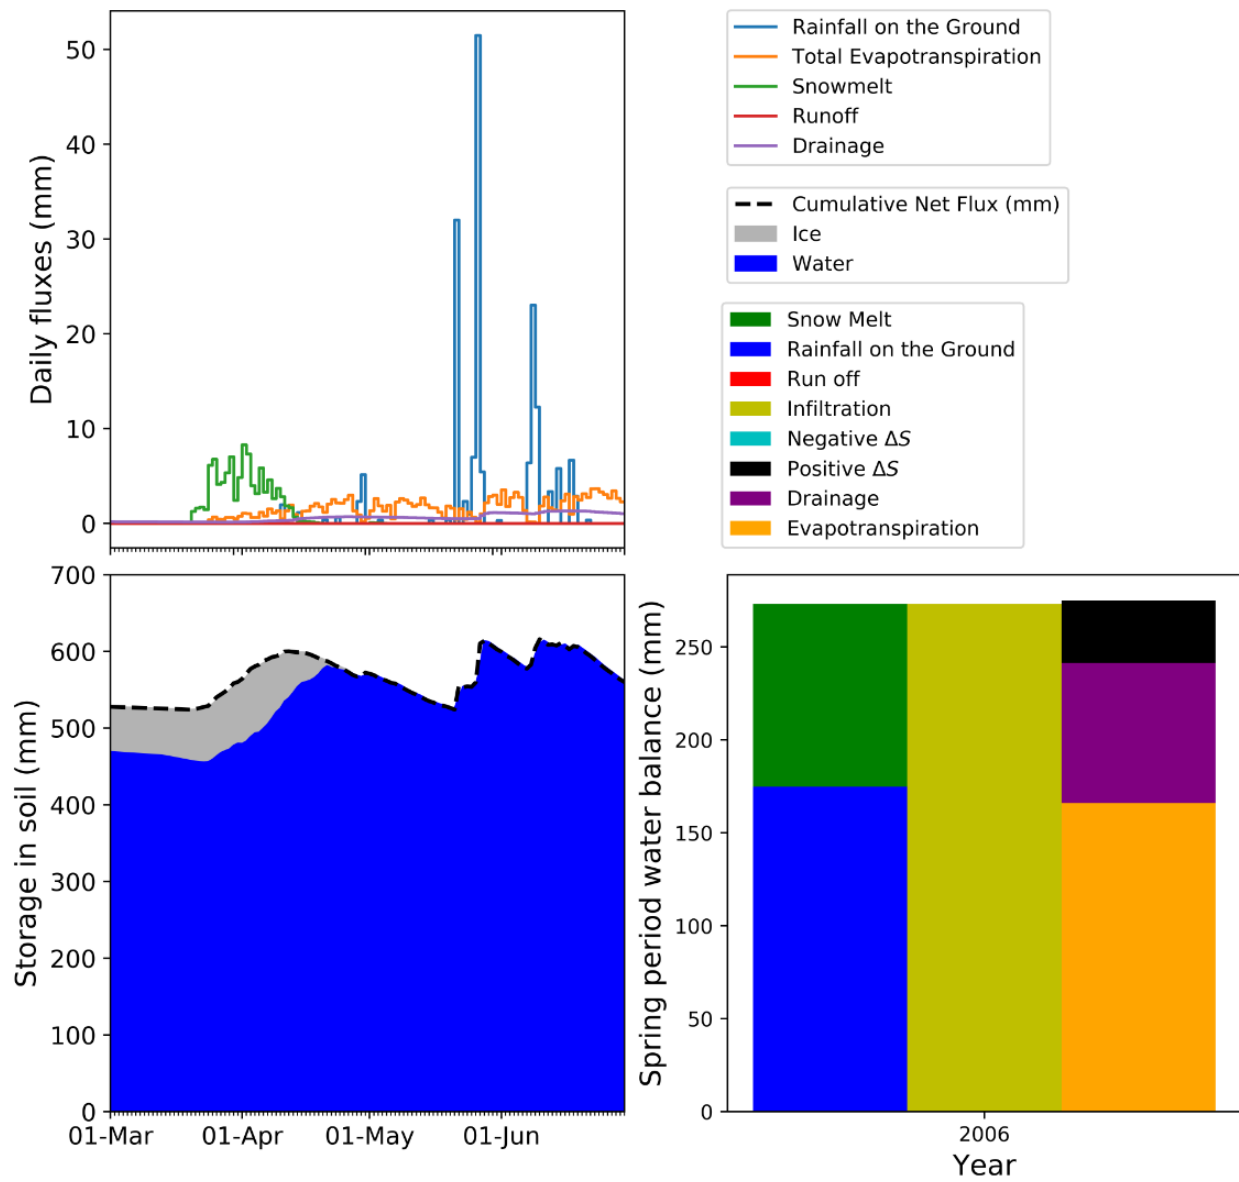 Daily fluxes (mm)
50
40
30
20
10
0
Rainfall on the Ground
Total Evapotranspiration
Snowmelt
Runoff
Drainage
Cumulative Net Flux (mm)
Ice
Water
Snow Melt
Rainfall on the Ground
Run off
Infiltration
Negative ΔS
Positive ΔS
Drainage
Evapotranspiration
Storage in soil (mm)
700
600
500
400
300
200
100
0
01-Mar
01-Apr
01-May
01-Jun
Spring period water balance (mm)
250
200
150
100
50
0
2006
Year